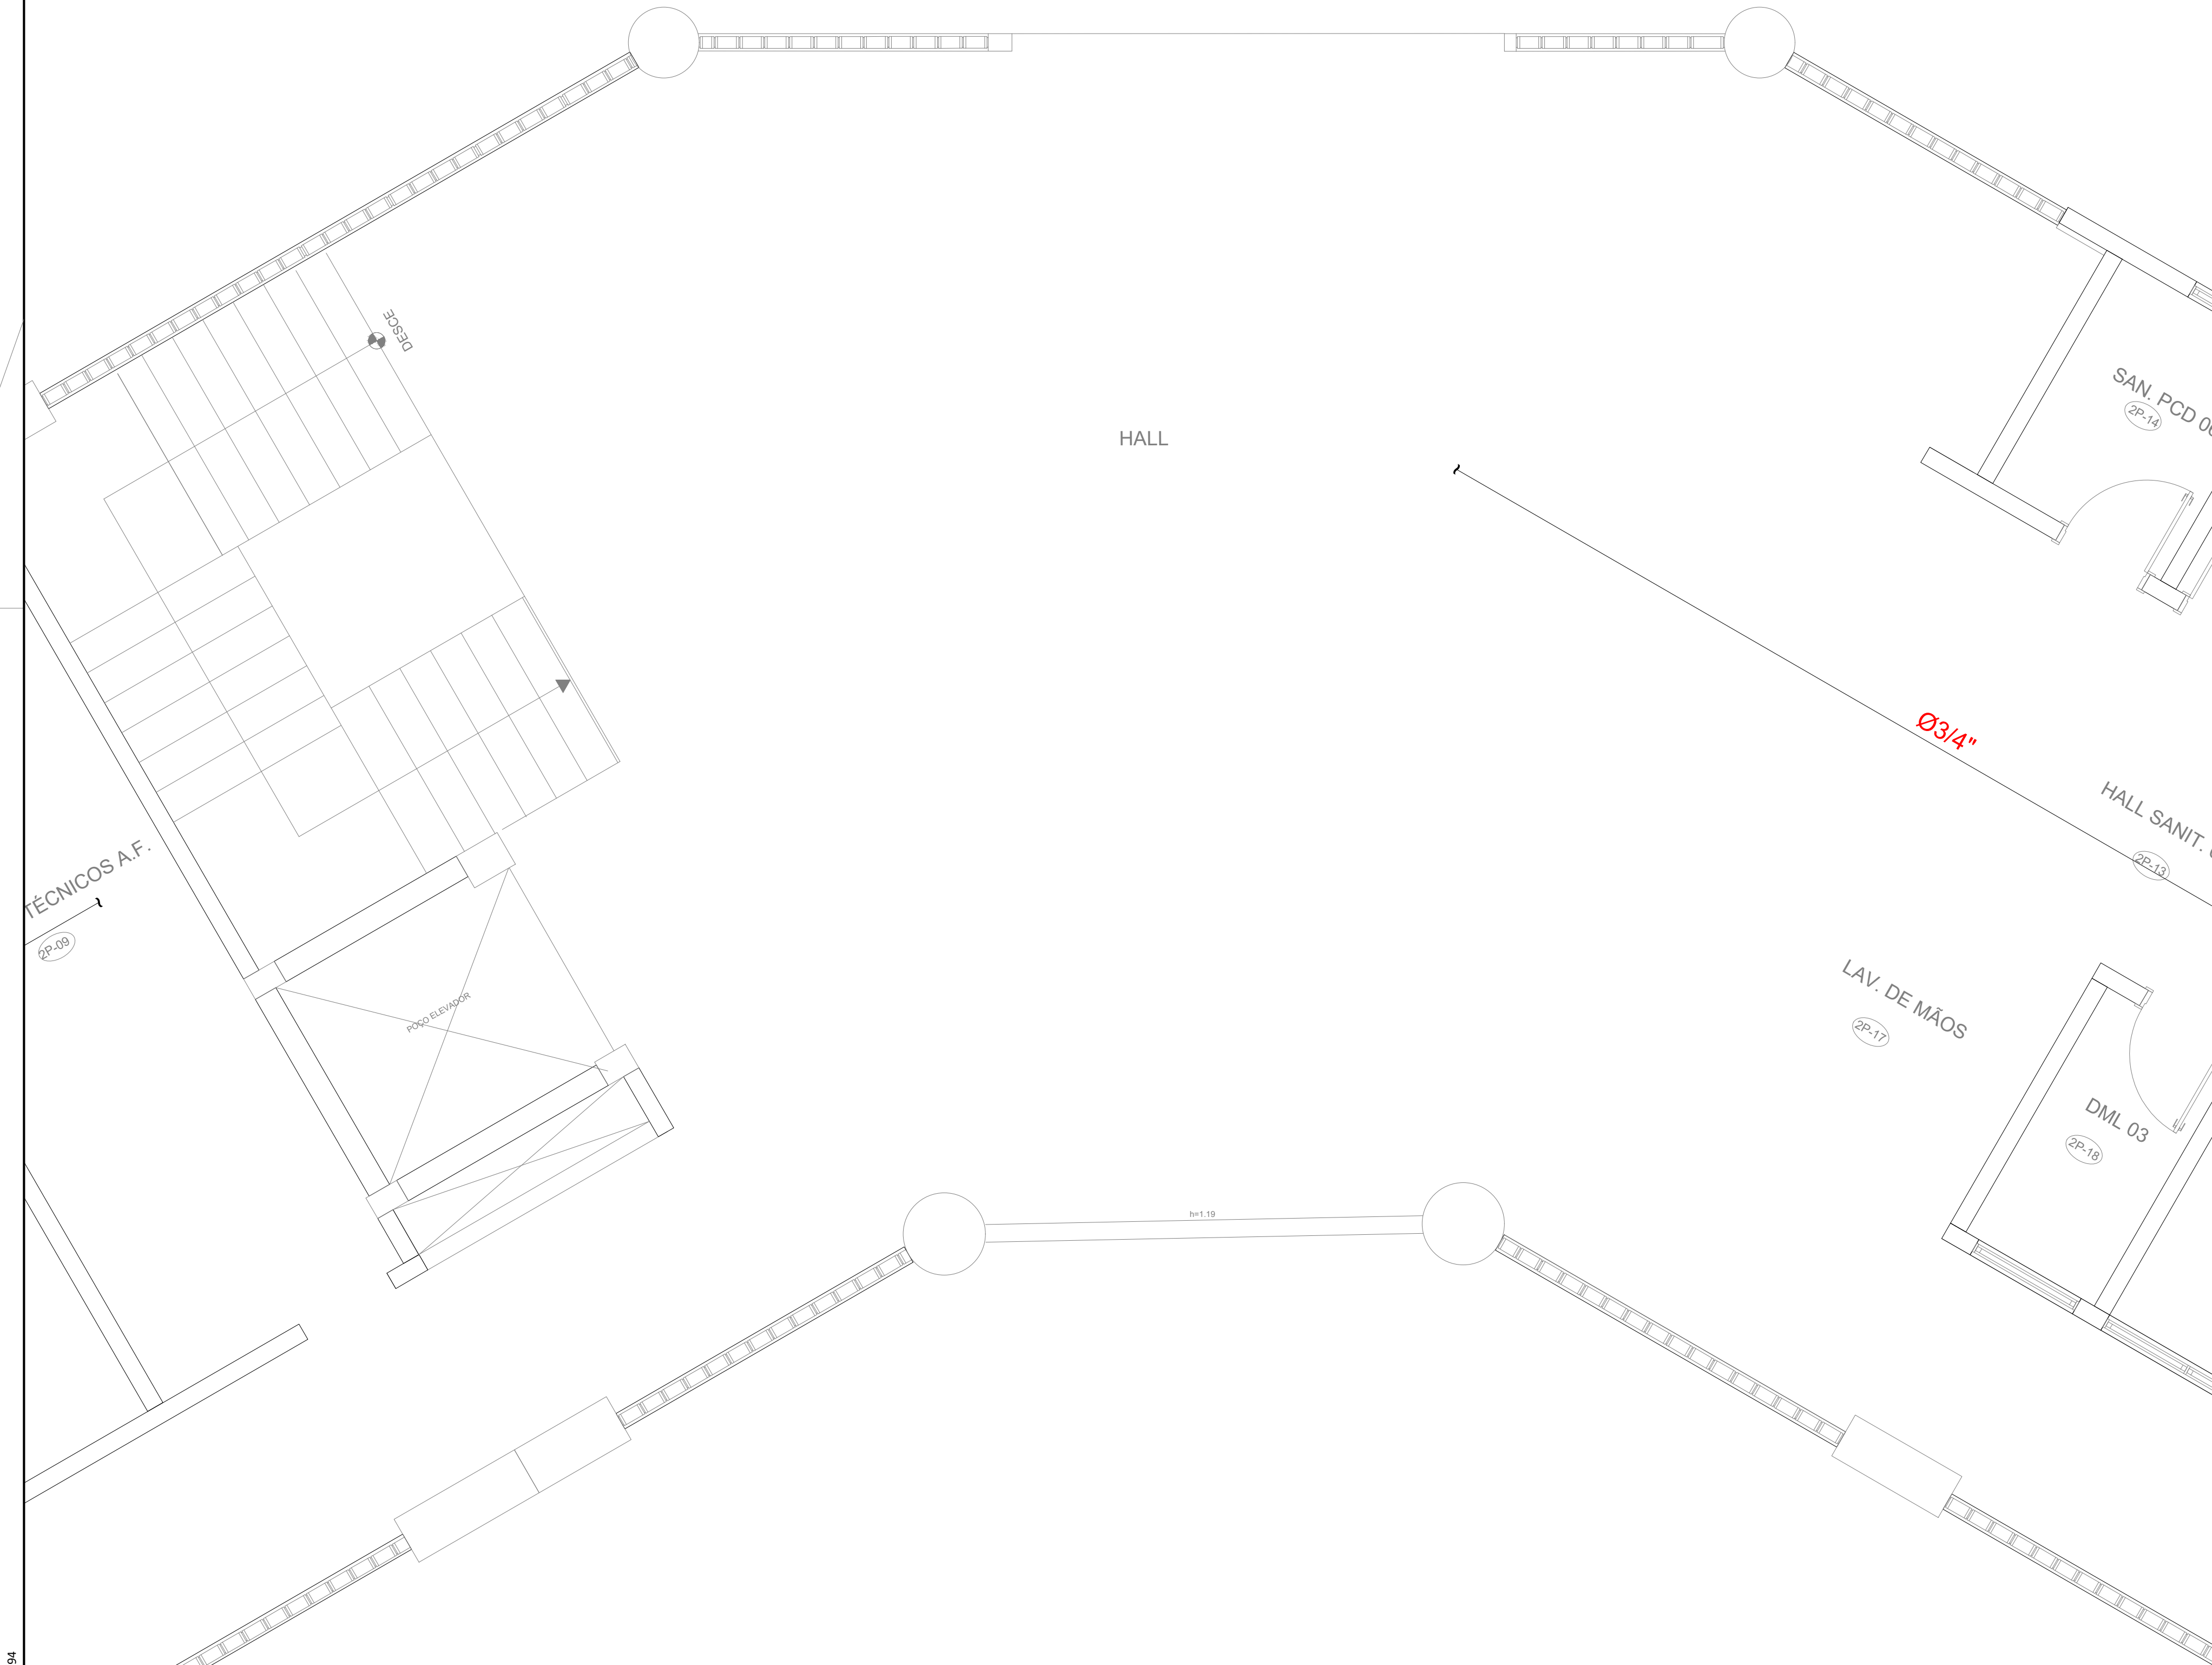 DESCE
HALL
SAN. PCD
2P-14
Ø3/4"
HALL SANIT.
2P-13
TÉCNICOS A.F.
2P-09
POÇO ELEVADOR
LAV. DE MÃOS
2P-17
DML 03
2P-18
h=1.19
94